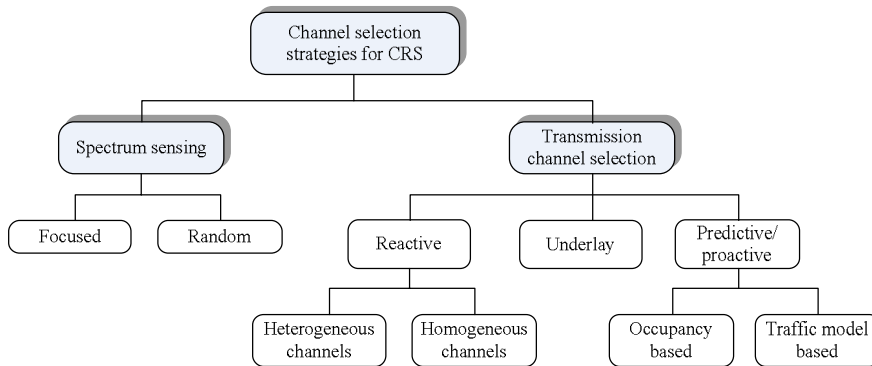 Channel selection
strategies for CRS
Spectrum sensing
Transmission
channel selection
Focused
Random
Reactive
Underlay
Predictive/
proactive
Heterogeneous
channels
Homogeneous
channels
Occupancy
based
Traffic model
based